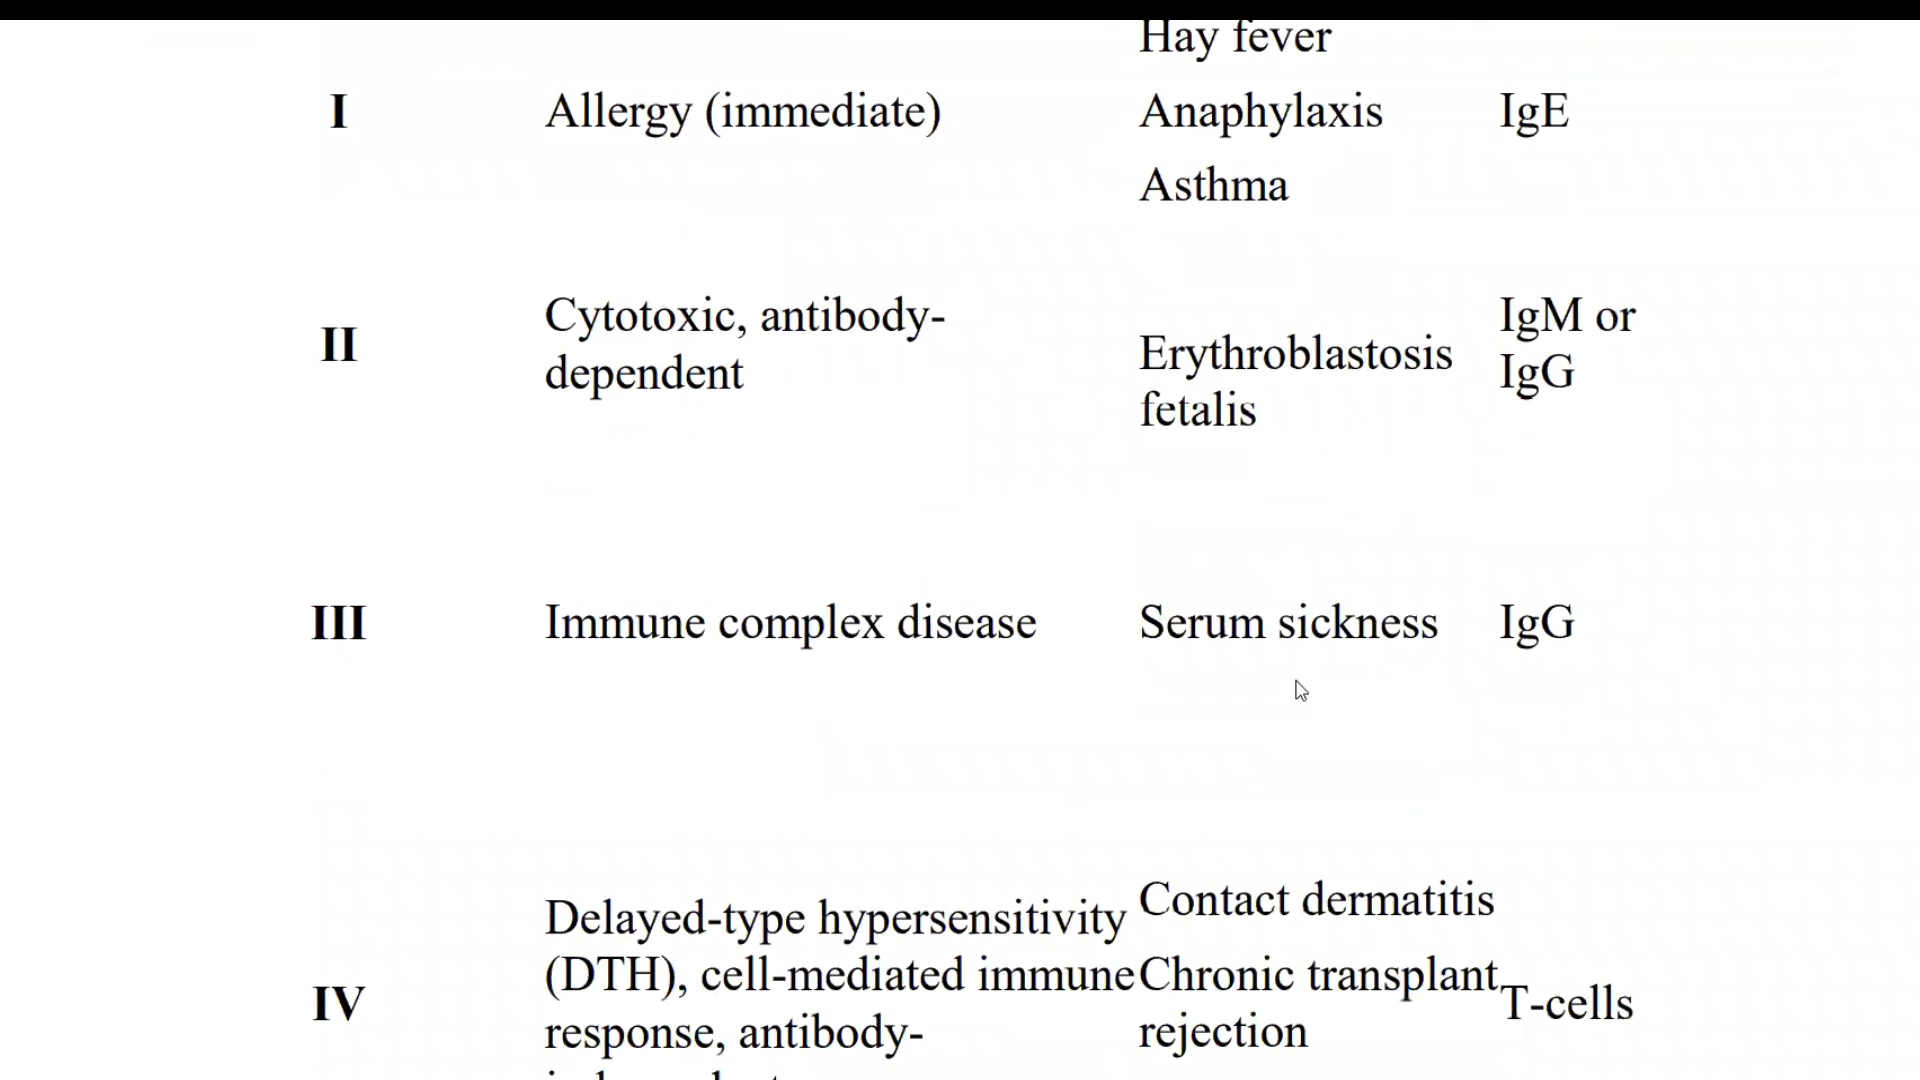 Hay fever
I
Allergy (immediate)
Anaphylaxis
IgE
Asthma
II
Cytotoxic, antibody-
dependent
Erythroblastosis
fetalis
IgM or
IgG
III
Immune complex disease
Serum sickness
IgG
IV
Delayed-type hypersensitivity
(DTH), cell-mediated immune
response, antibody-
Contact dermatitis
Chronic transplant
rejection
T-cells